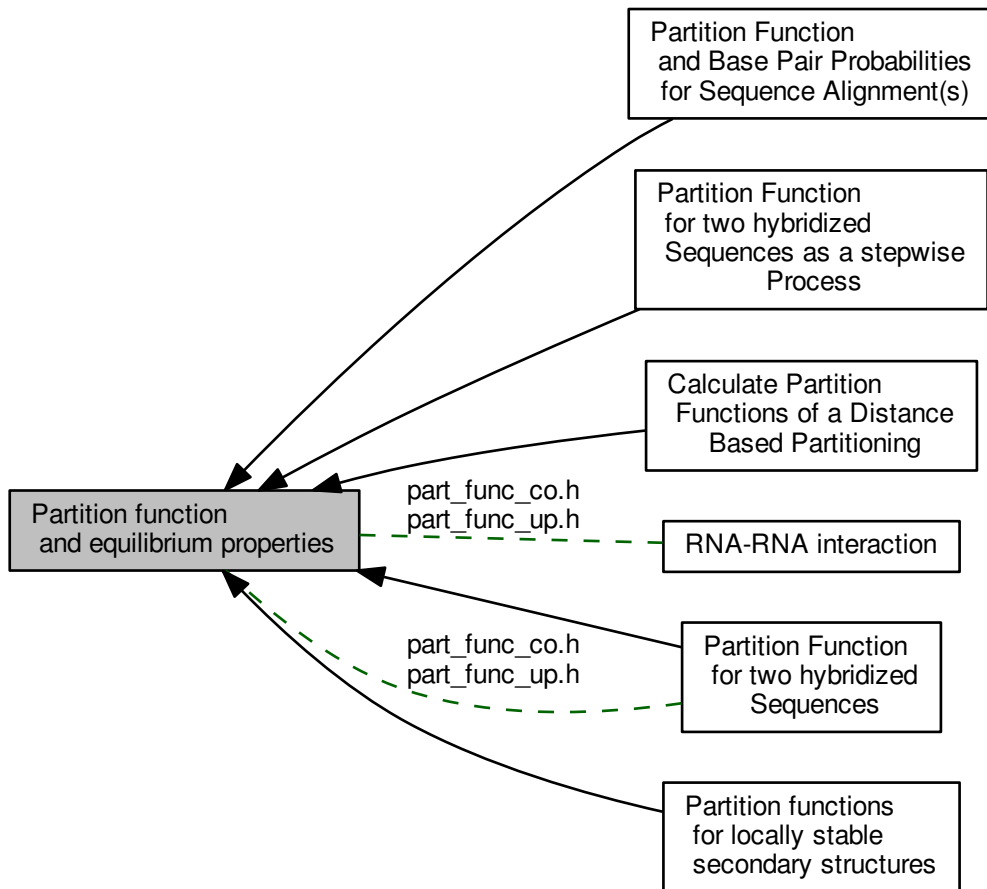 Partition Function
and Base Pair Probabilities
for Sequence Alignment(s)
Partition Function
for two hybridized
Sequences as a stepwise
Process
Calculate Partition
Functions of a Distance
Based Partitioning
part_func_co.h
part_func_up.h
Partition function
and equilibrium properties
RNA-RNA interaction
part_func_co.h
part_func_up.h
Partition Function
for two hybridized
Sequences
Partition functions
for locally stable
secondary structures